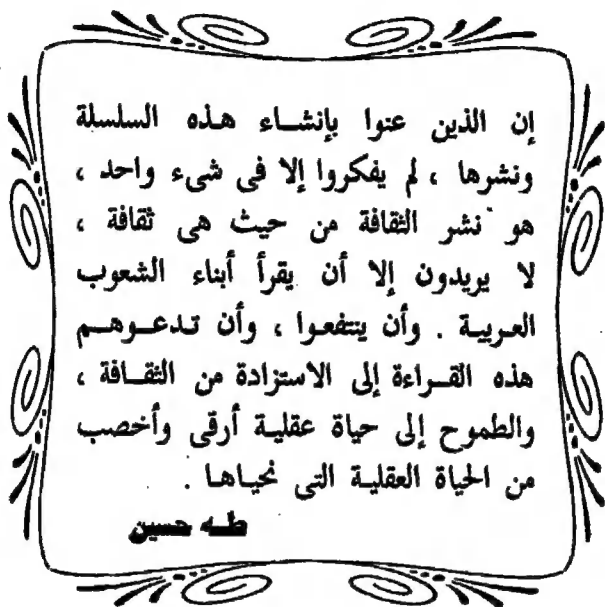 إن الذين عنوا بإنشاء هذه السلسلة
ونشرها ، لم يفكروا إلا فى شىء واحد ،
هو نشر الثقافة من حيث هى ثقافة ،
لا يريدون إلا أن يقرأ أبناء الشعوب
العربية . وأن ينتفعوا ، وأن تدعوهم
هذه القراءة إلى الاستزادة من الثقافة ،
والطموح إلى حياة عقلية أرقى وأخصب
من الحياة العقلية التى نحياها .
طه حسين